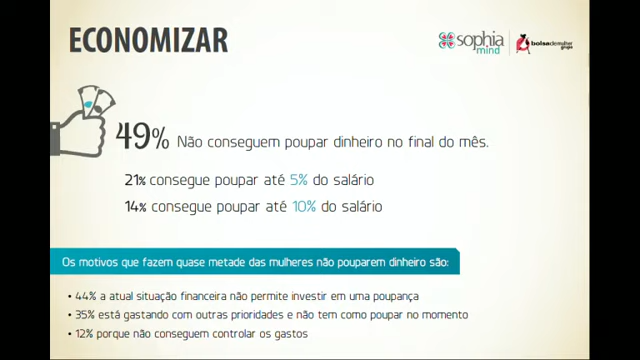 ECONOMIZAR
sophia
mind
bolsademulher
grupo
49% Não conseguem poupar dinheiro no final do mês.
21% consegue poupar até 5% do salário
14% consegue poupar até 10% do salário
Os motivos que fazem quase metade das mulheres não pouparem dinheiro são:
• 44% a atual situação financeira não permite investir em uma poupança
• 35% está gastando com outras prioridades e não tem como poupar no momento
• 12% porque não conseguem controlar os gastos